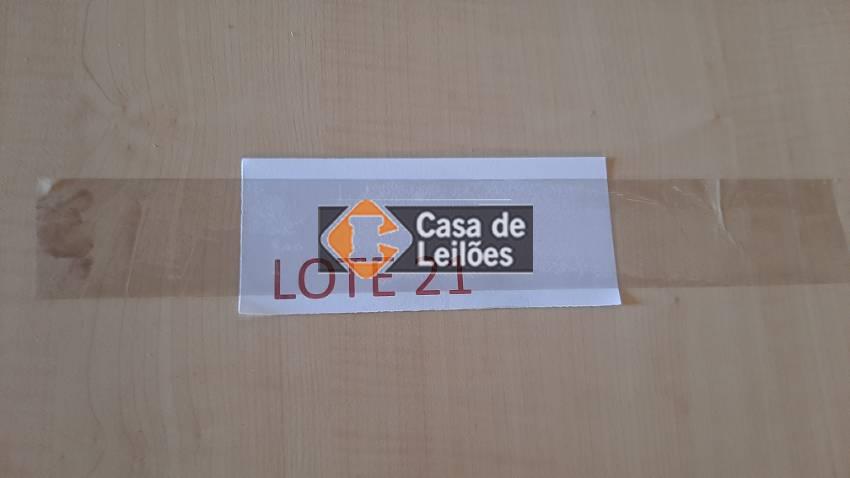 Casa de
Leilões
LOTE 21